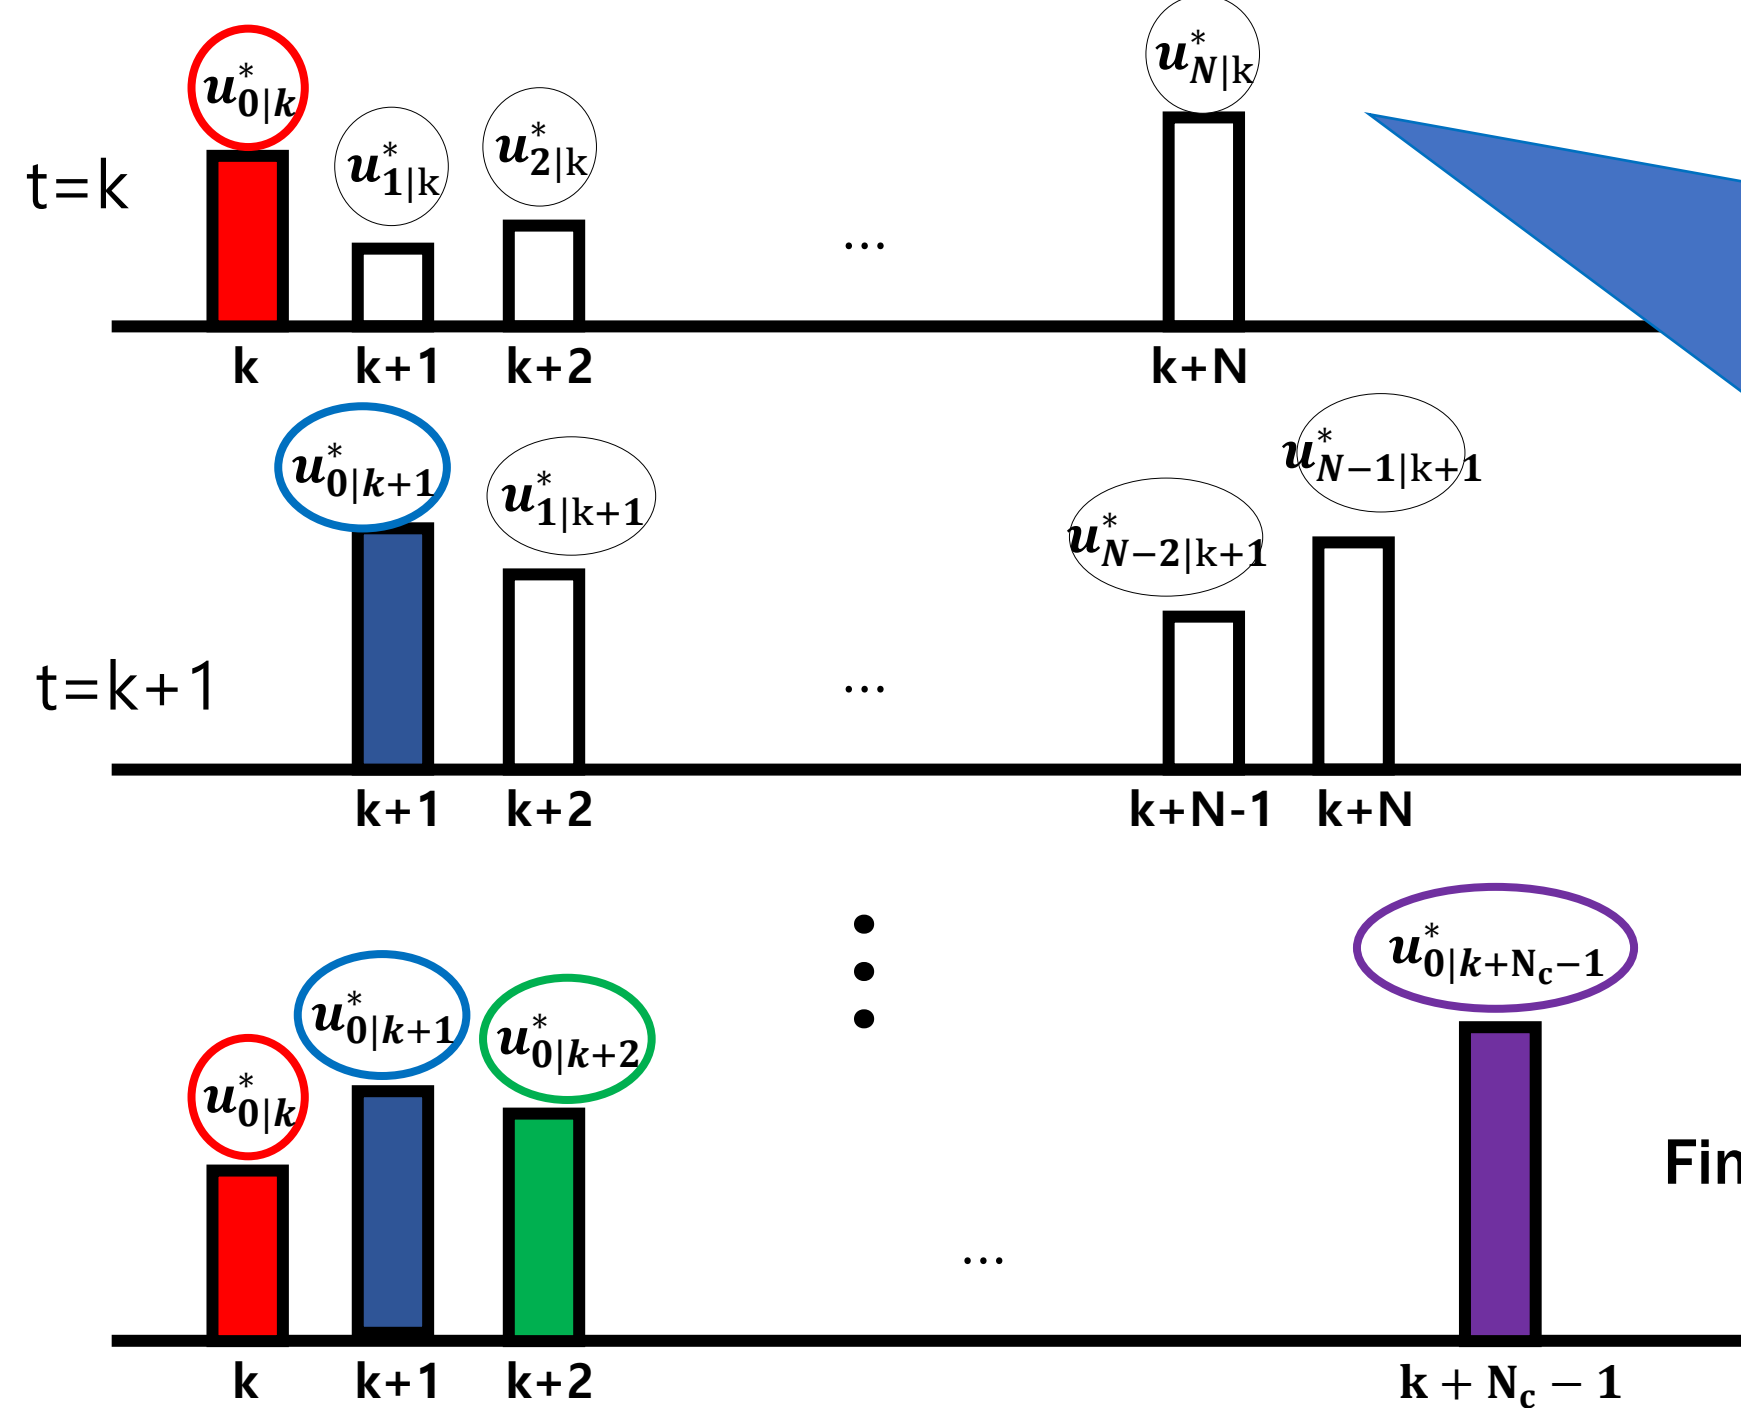 u*0|k u*1|k u*2|k u*N|k
t=k
...
k k+1 k+2 k+N
u*0|k+1 u*1|k+1 u*N−2|k+1 u*N−1|k+1
t=k+1
...
k+1 k+2 k+N-1 k+N
u*0|k u*0|k+1 u*0|k+2 u*0|k+Nc−1
Fin
...
k k+1 k+2 k + Nc − 1